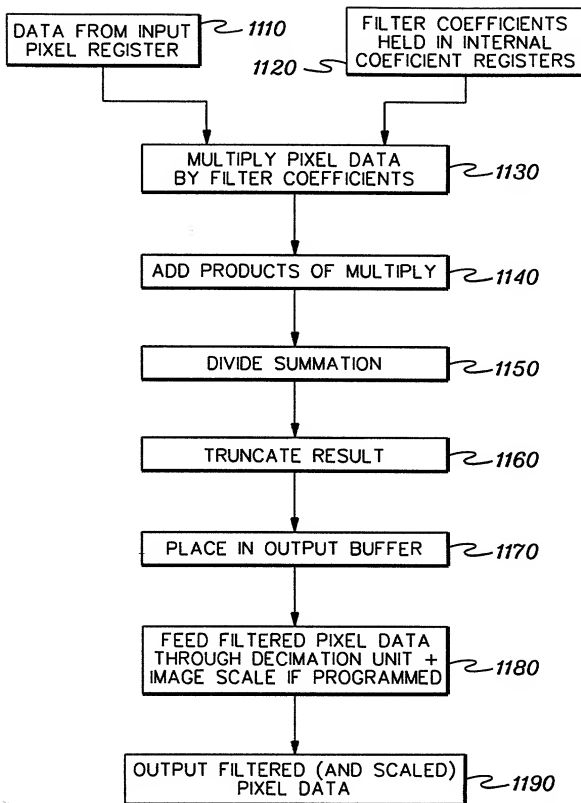 DATA FROM INPUT
PIXEL REGISTER
1110
FILTER COEFFICIENTS
HELD IN INTERNAL
COEFICIENT REGISTERS
1120
MULTIPLY PIXEL DATA
BY FILTER COEFFICIENTS
1130
ADD PRODUCTS OF MULTIPLY
1140
DIVIDE SUMMATION
1150
TRUNCATE RESULT
1160
PLACE IN OUTPUT BUFFER
1170
FEED FILTERED PIXEL DATA
THROUGH DECIMATION UNIT +
IMAGE SCALE IF PROGRAMMED
1180
OUTPUT FILTERED (AND SCALED)
PIXEL DATA
1190